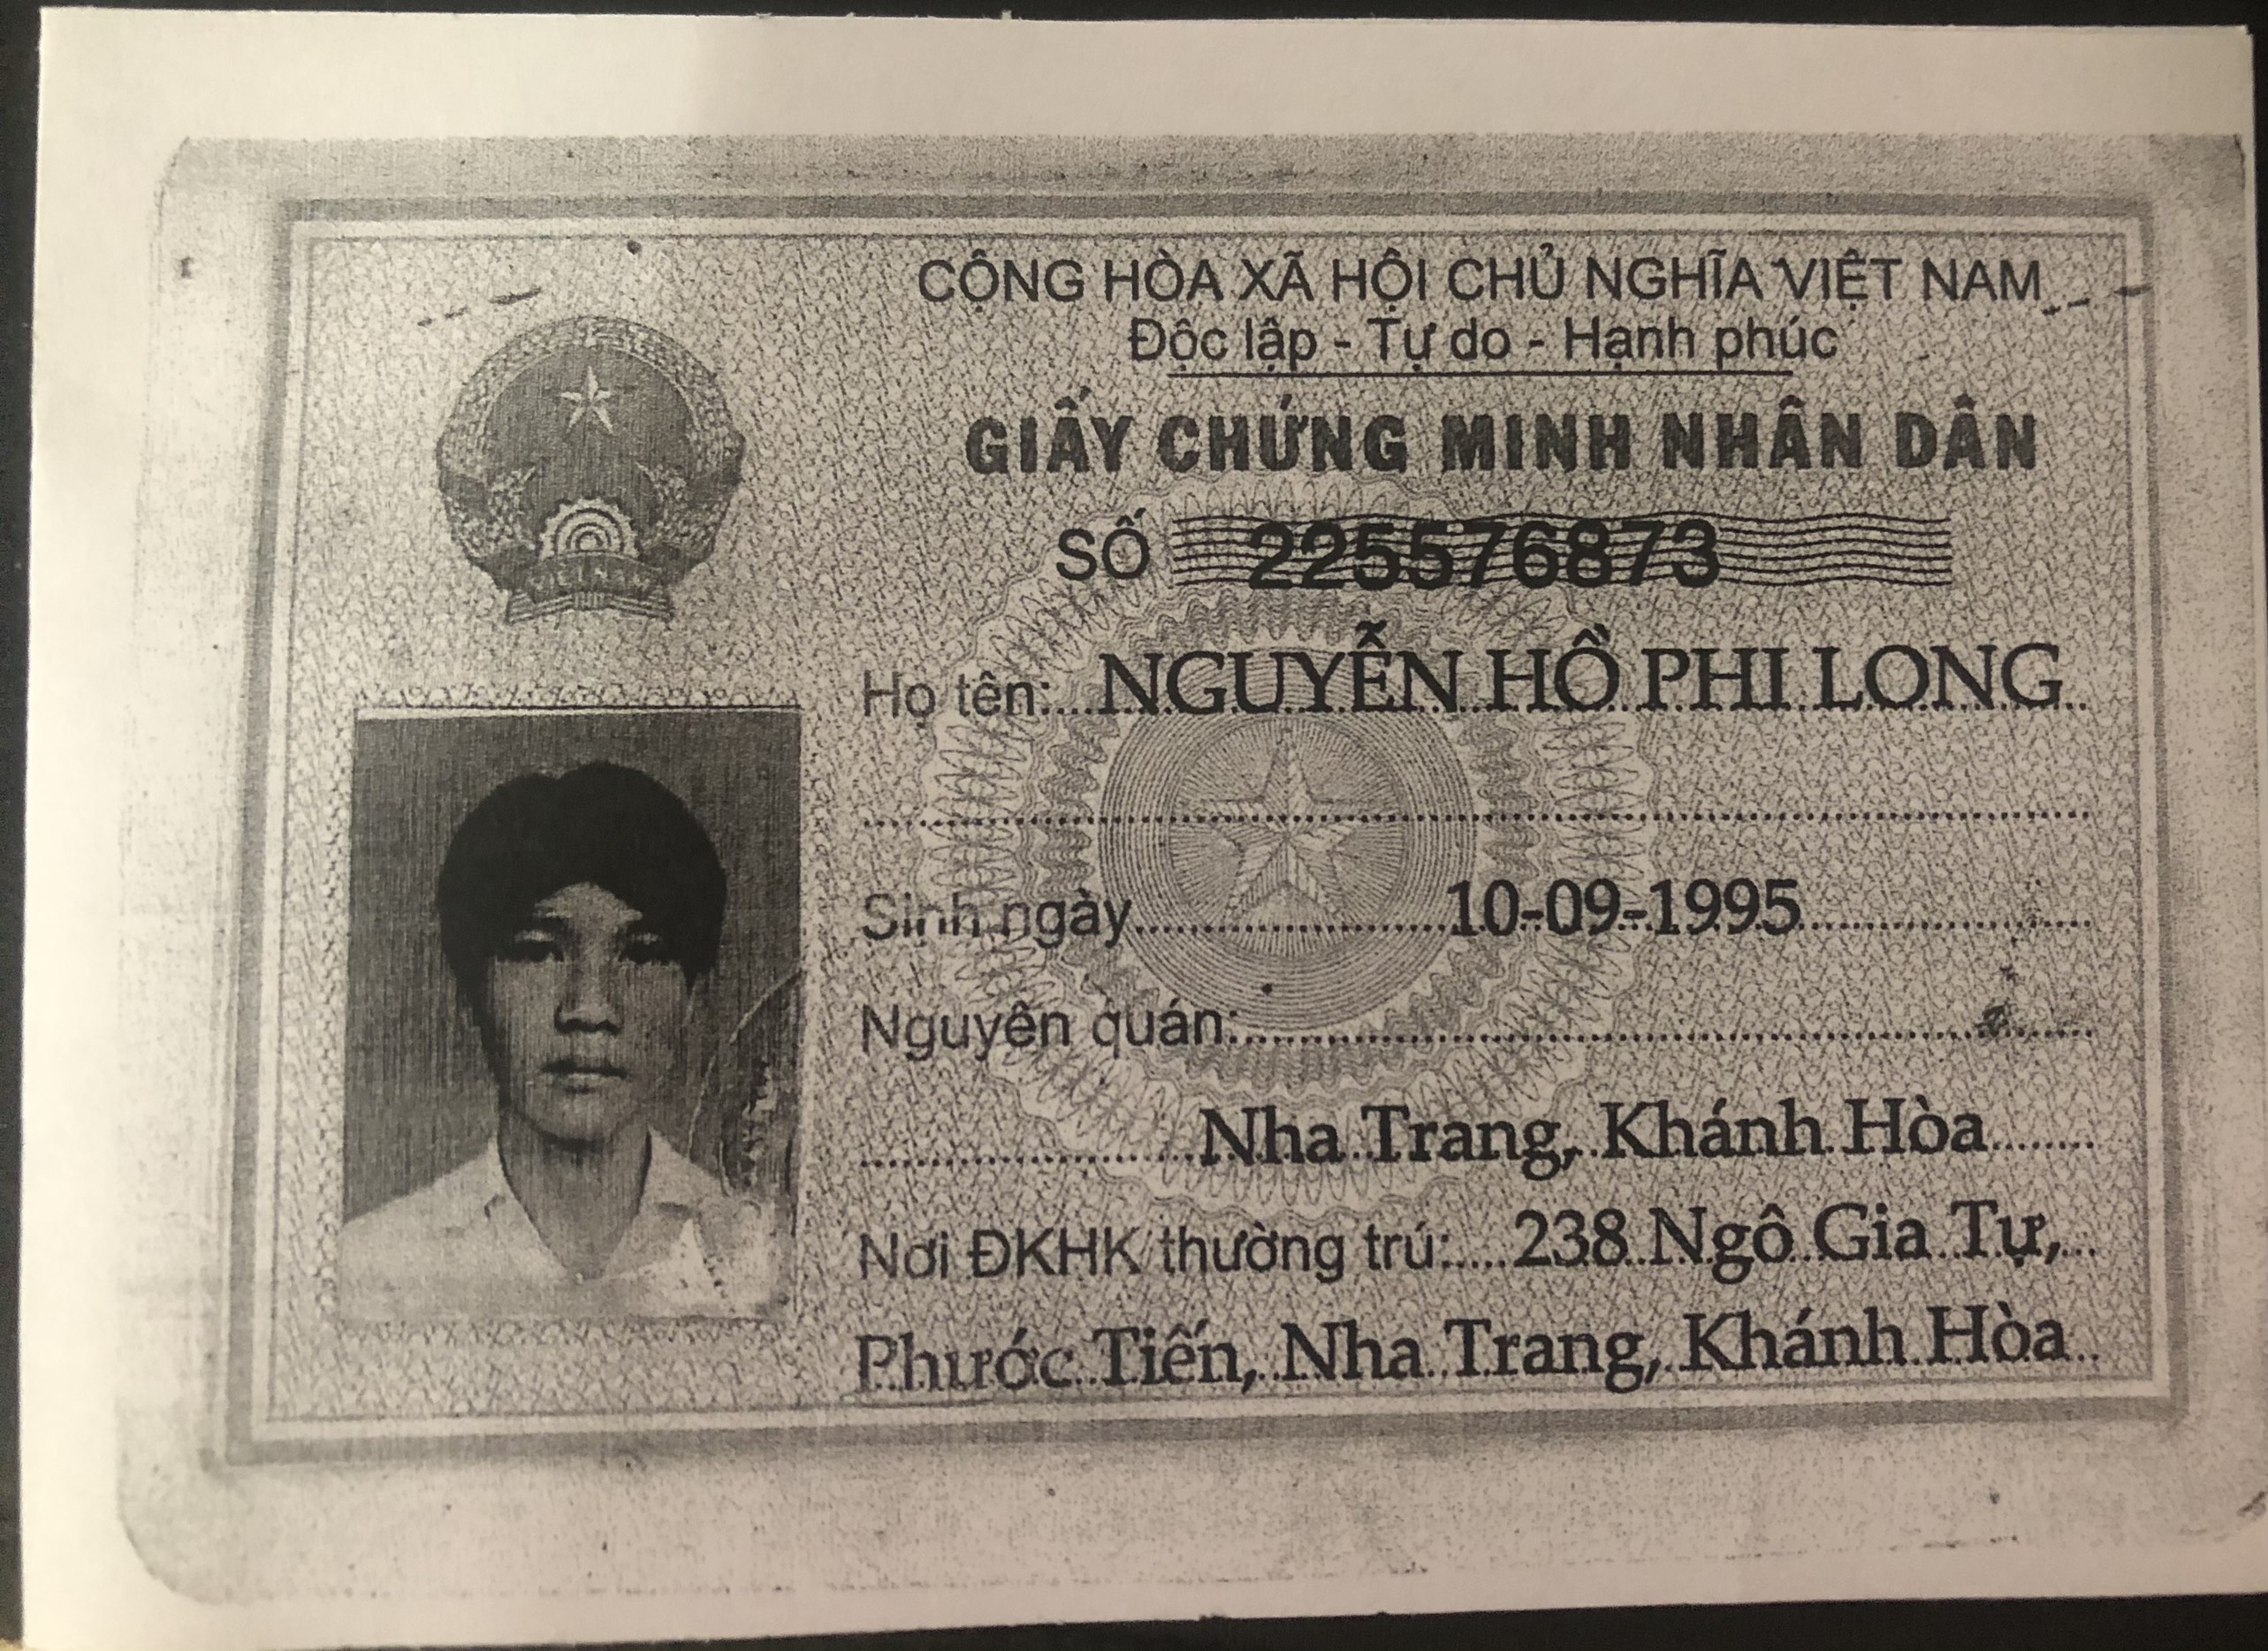 CỘNG HÒA XÃ HỘI CHỦ NGHĨA VIỆT NAM
Độc lập - Tự do - Hạnh phúc
GIẤY CHỨNG MINH NHÂN DÂN
SỐ 225576873
VIỆT NAM
Họ tên: NGUYỄN HỒ PHI LONG
Sinh ngày 10-09-1995
Nguyên quán:
Nha Trang, Khánh Hòa
Nơi ĐKHK thường trú: 238 Ngô Gia Tự,
Phước Tiến, Nha Trang, Khánh Hòa